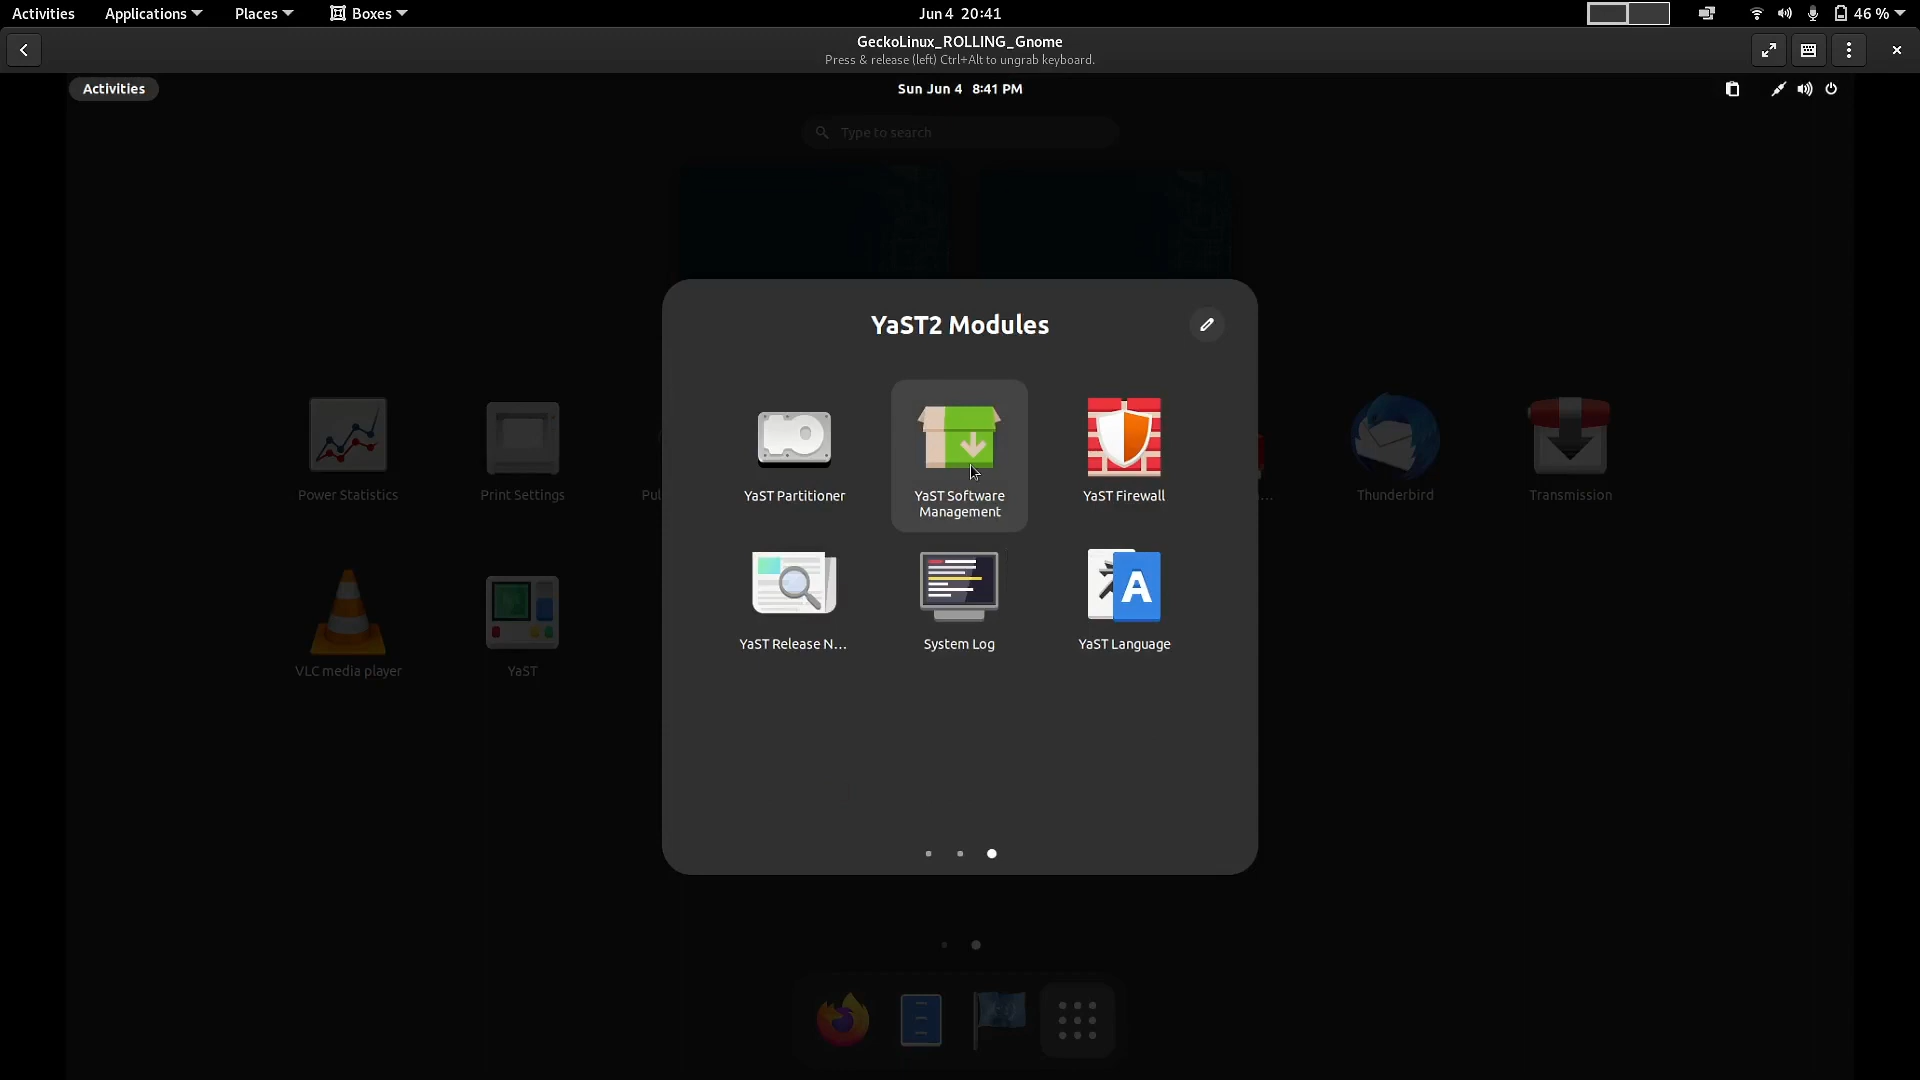 Activities Applications Places Boxes Jun 4 20:41 46 %
GeckoLinux_ROLLING_Gnome
Press & release (left) Ctrl+Alt to ungrab keyboard.
Activities Sun Jun 4 8:41 PM
Type to search
YaST2 Modules
Power Statistics
Print Settings
Pul
YaST Partitioner
YaST Software
Management
YaST Firewall
...
Thunderbird
Transmission
YaST Release N...
System Log
YaST Language
A
VLC media player
YaST